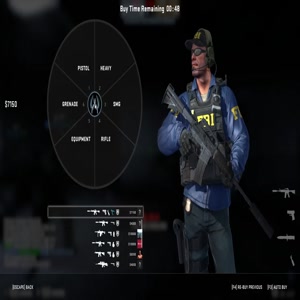 Buy Time Remaining 00:48
PISTOL HEAVY
$7150 GRENADE SMG
EQUIPMENT RIFLE
FBI
[ESCAPE] BACK [F4] RE-BUY PREVIOUS [F3] AUTO BUY